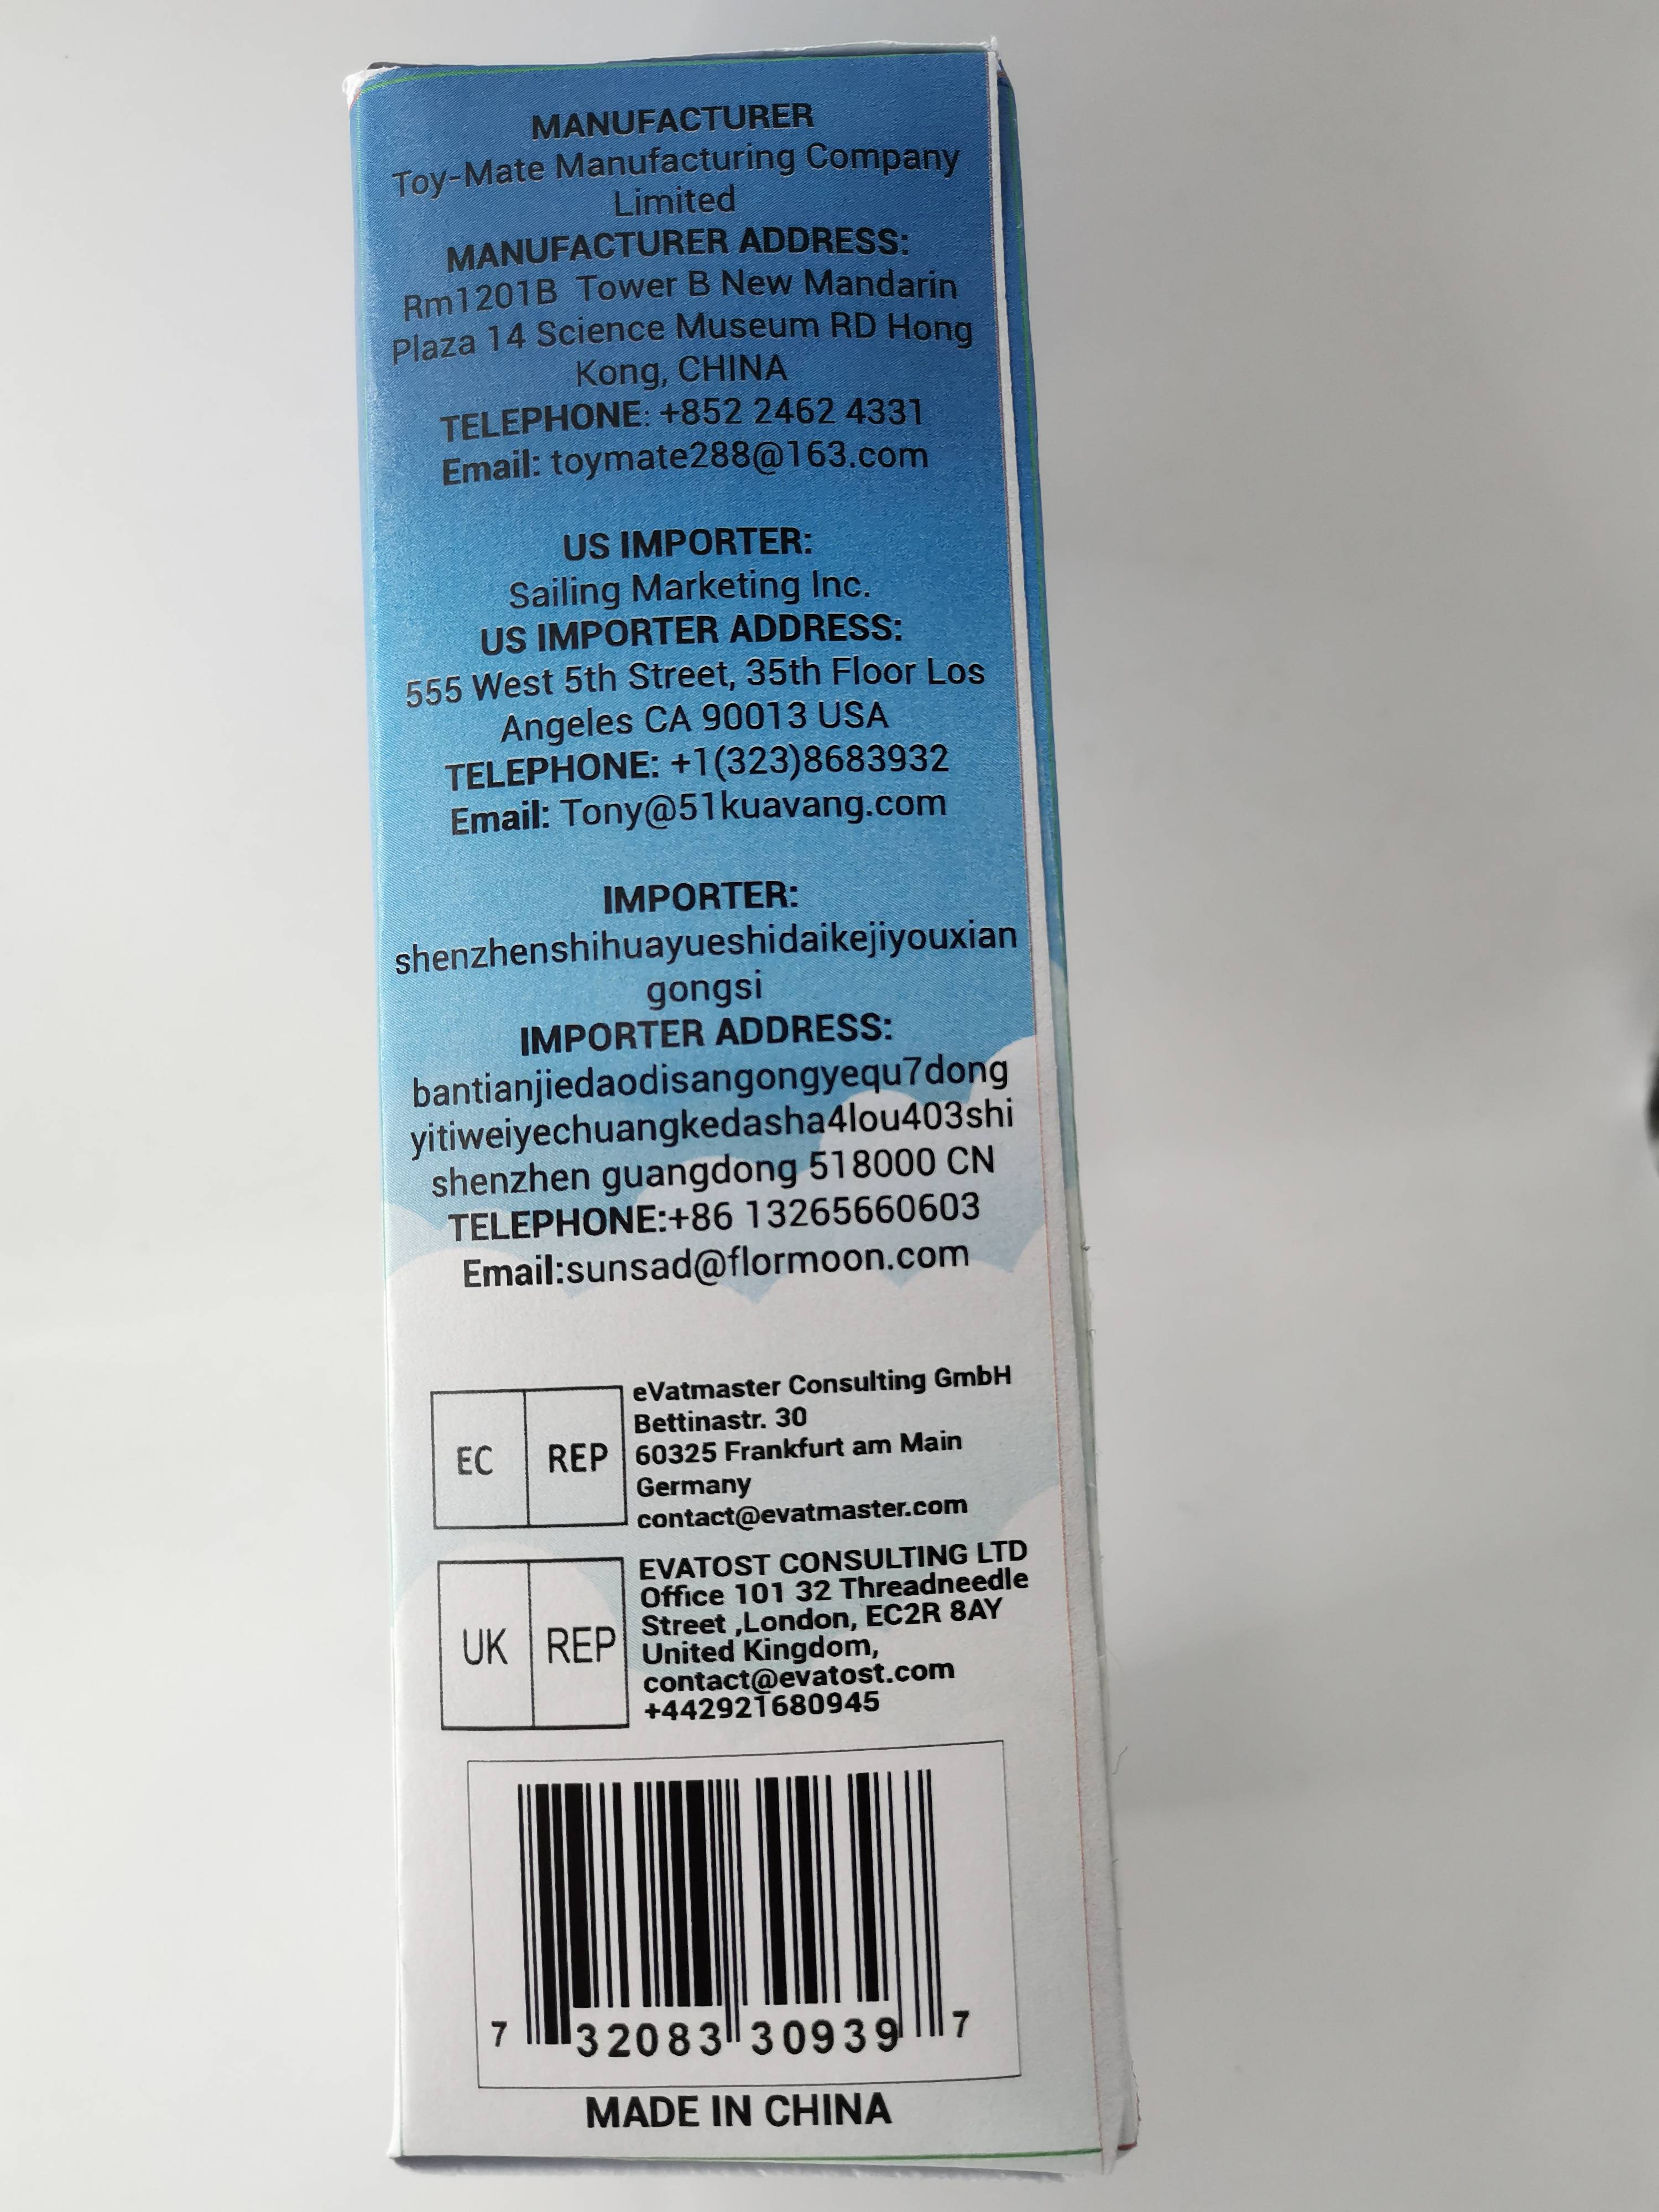 MANUFACTURER
Toy-Mate Manufacturing Company
Limited
MANUFACTURER ADDRESS:
Rm1201B Tower B New Mandarin
Plaza 14 Science Museum RD Hong
Kong, CHINA
TELEPHONE: +852 2462 4331
Email: toymate288@163.com
US IMPORTER:
Sailing Marketing Inc.
US IMPORTER ADDRESS:
555 West 5th Street, 35th Floor Los
Angeles CA 90013 USA
TELEPHONE: +1(323)8683932
Email: Tony@51kuavang.com
IMPORTER:
shenzhenshihuayueshidaikejiyouxian
gongsi
IMPORTER ADDRESS:
bantianjiedaodisangongyequ7dong
yitiweiyechuangkedasha4lou403shi
shenzhen guangdong 518000 CN
TELEPHONE:+86 13265660603
Email:sunsad@flormoon.com
EC REP
eVatmaster Consulting GmbH
Bettinastr. 30
60325 Frankfurt am Main
Germany
contact@evatmaster.com
UK REP
EVATOST CONSULTING LTD
Office 101 32 Threadneedle
Street ,London, EC2R 8AY
United Kingdom,
contact@evatost.com
+442921680945
7 32083 30939 7
MADE IN CHINA